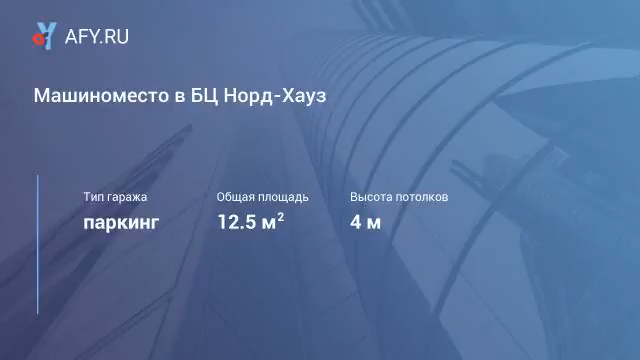 AFY.RU
Машиноместо в БЦ Норд-Хауз
Тип гаража
паркинг
Общая площадь
12.5 м²
Высота потолков
4 м